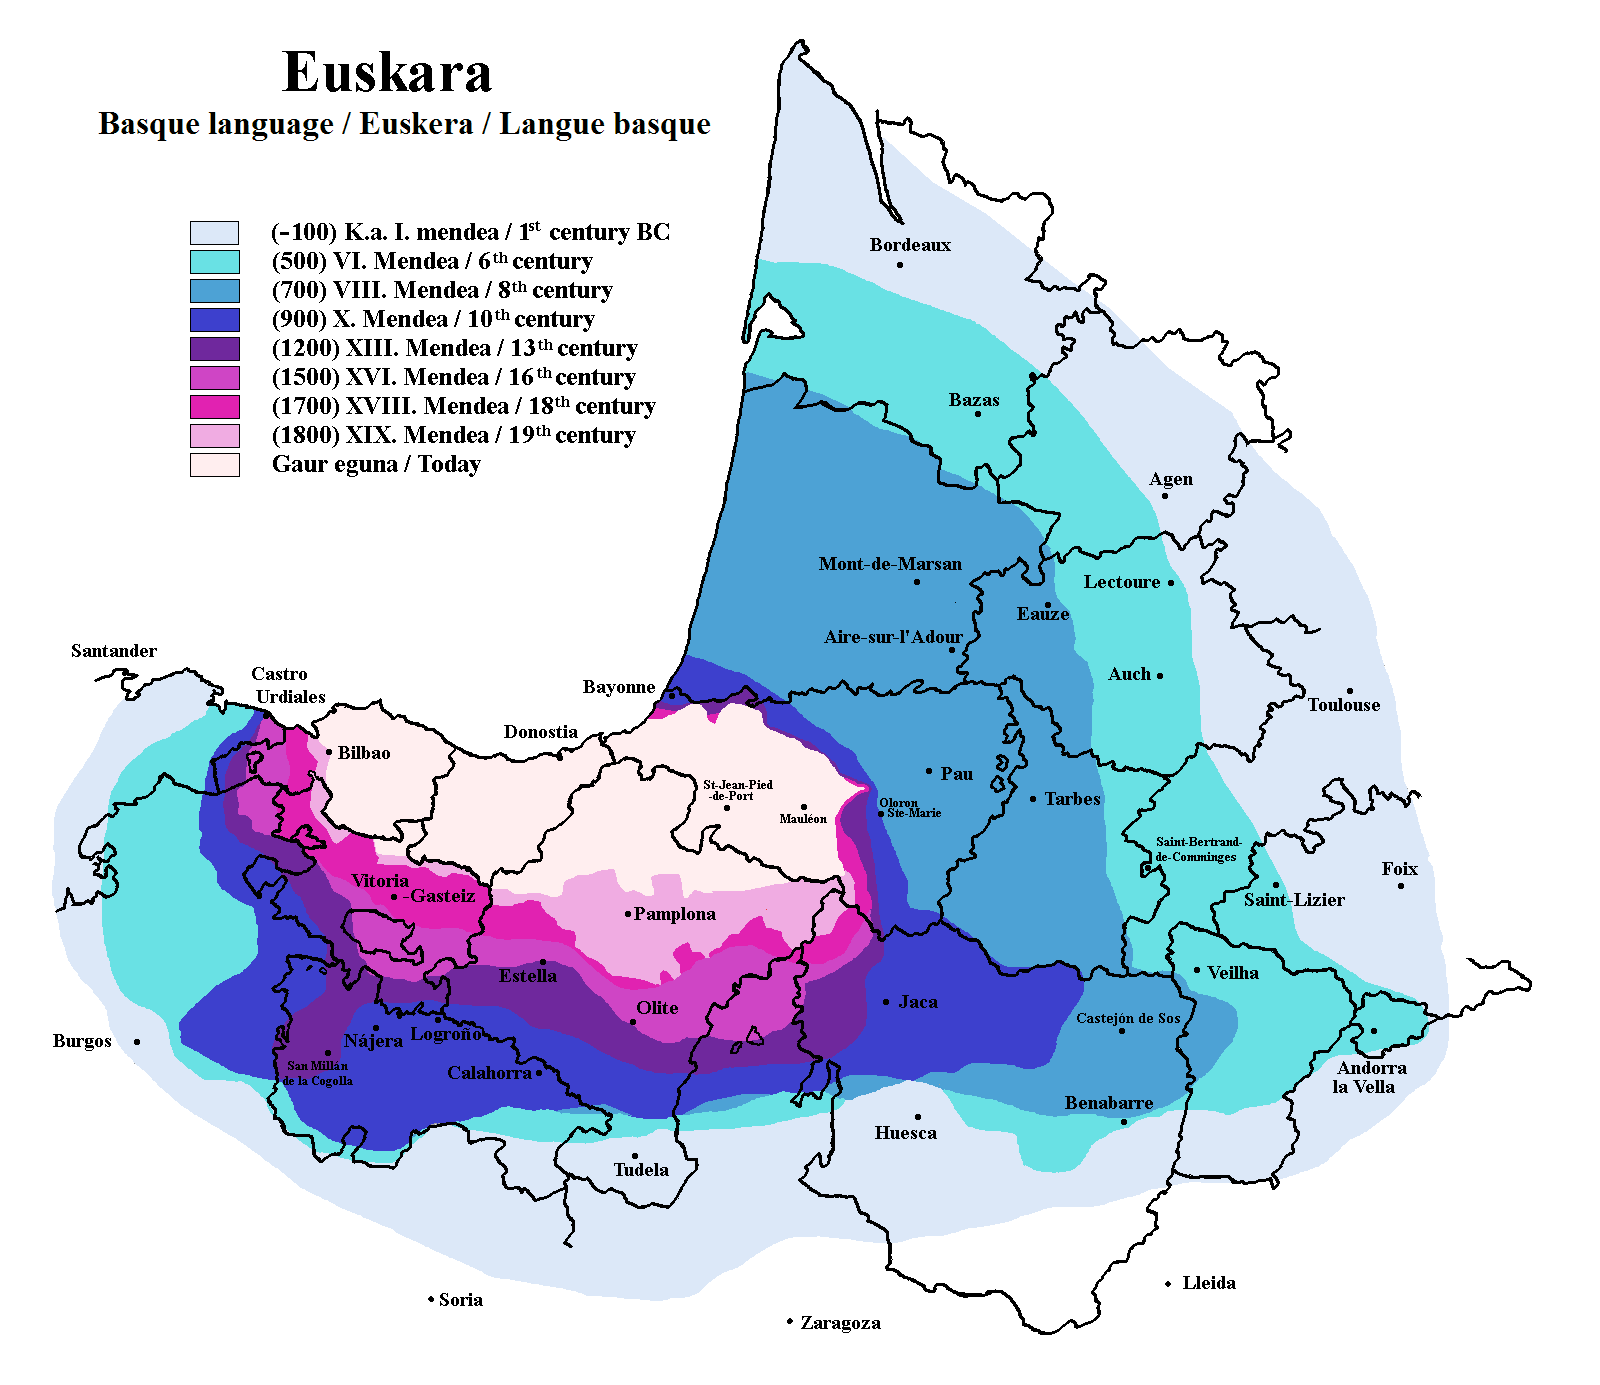 Euskara
Basque language / Euskera / Langue basque
(-100) K.a. I. mendea / 1st century BC
(500) VI. Mendea / 6th century
(700) VIII. Mendea / 8th century
(900) X. Mendea / 10th century
(1200) XIII. Mendea / 13th century
(1500) XVI. Mendea / 16th century
(1700) XVIII. Mendea / 18th century
(1800) XIX. Mendea / 19th century
Gaur eguna / Today
Bordeaux
Bazas
Agen
Mont-de-Marsan
Lectoure
Eauze
Aire-sur-l'Adour
Santander
Castro
Urdiales
Auch
Bayonne
Toulouse
Donostia
Bilbao
Pau
St-Jean-Pied
-de-Port
Tarbes
Oloron
Ste-Marie
Mauléon
Saint-Bertrand-
de-Comminges
Foix
Vitoria
-Gasteiz
Saint-Lizier
Pamplona
Estella
Veilha
Olite
Jaca
Castejón de Sos
Burgos
Nájera
Logroño
San Millán
de la Cogolla
Calahorra
Andorra
la Vella
Benabarre
Huesca
Tudela
Lleida
Soria
Zaragoza